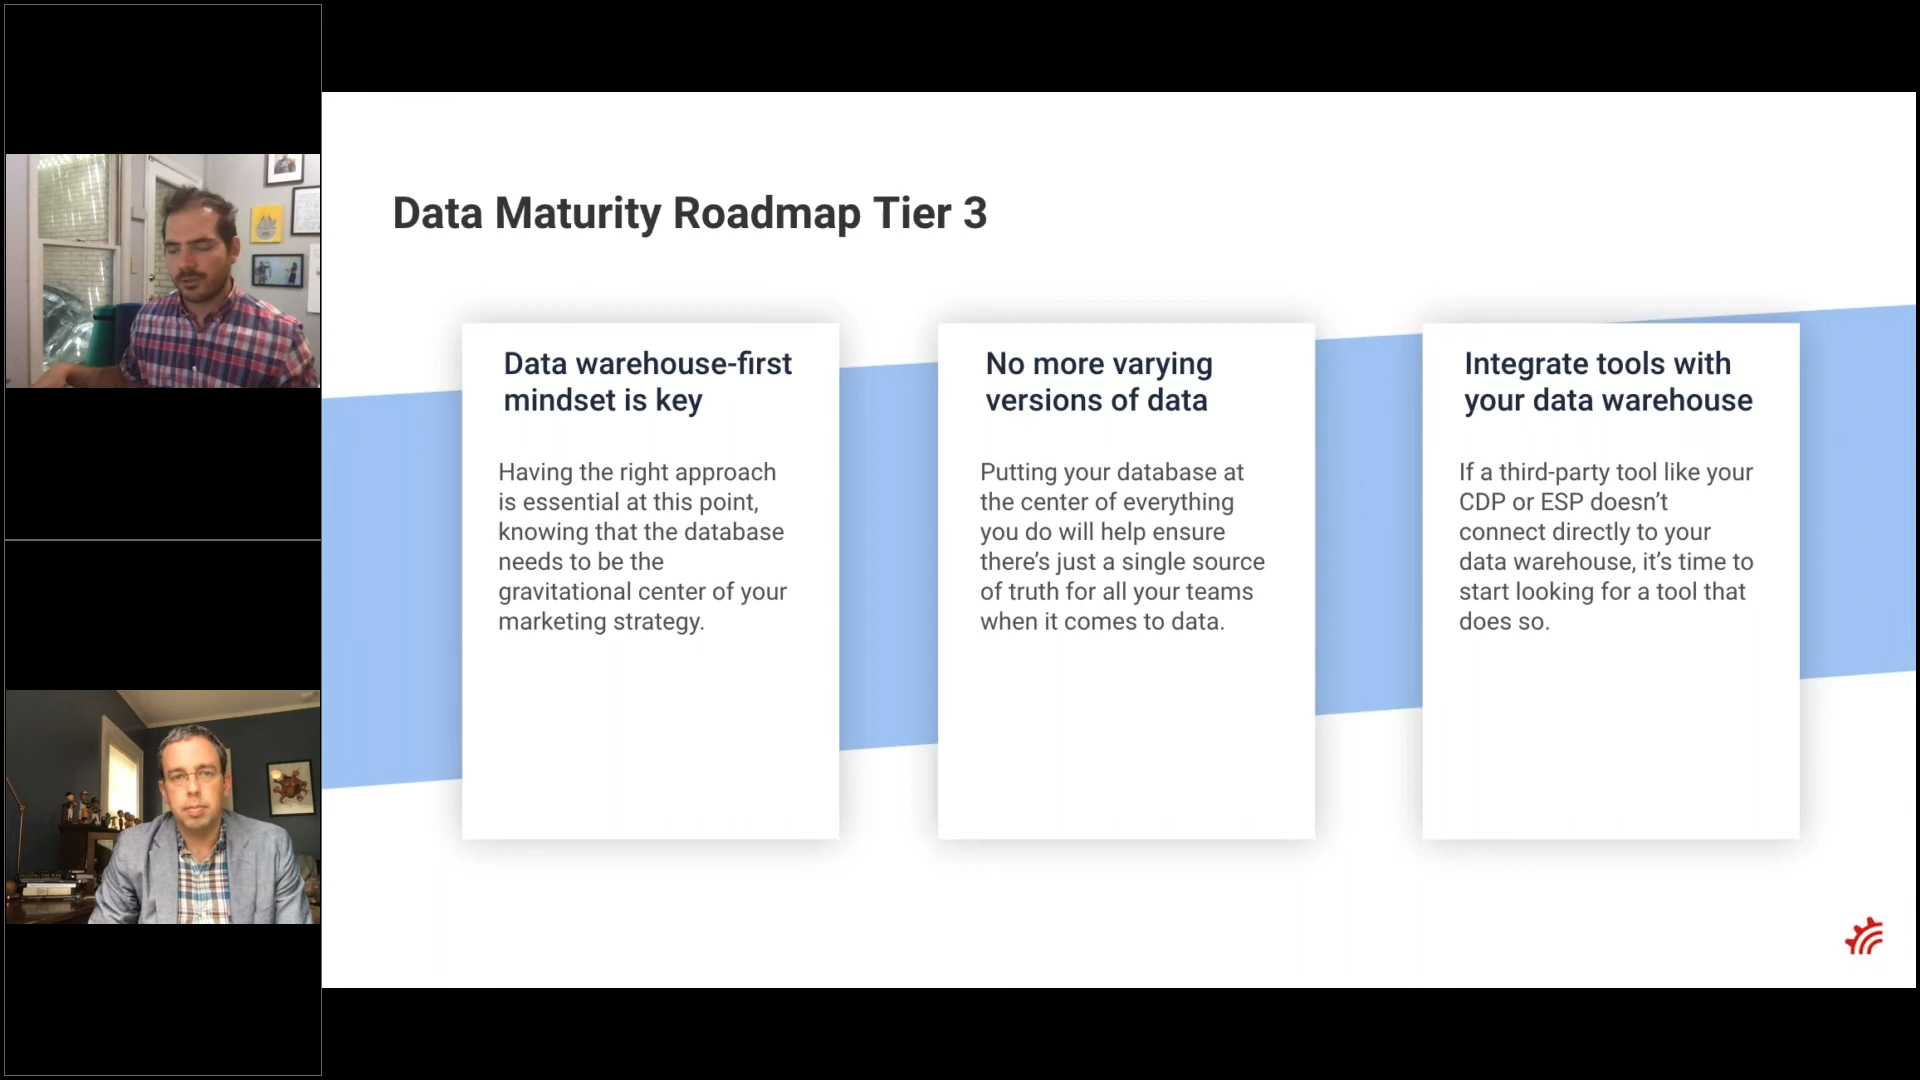 Data Maturity Roadmap Tier 3
Data warehouse-first
mindset is key
Having the right approach
is essential at this point,
knowing that the database
needs to be the
gravitational center of your
marketing strategy.
No more varying
versions of data
Putting your database at
the center of everything
you do will help ensure
there’s just a single source
of truth for all your teams
when it comes to data.
Integrate tools with
your data warehouse
If a third-party tool like your
CDP or ESP doesn’t
connect directly to your
data warehouse, it’s time to
start looking for a tool that
does so.